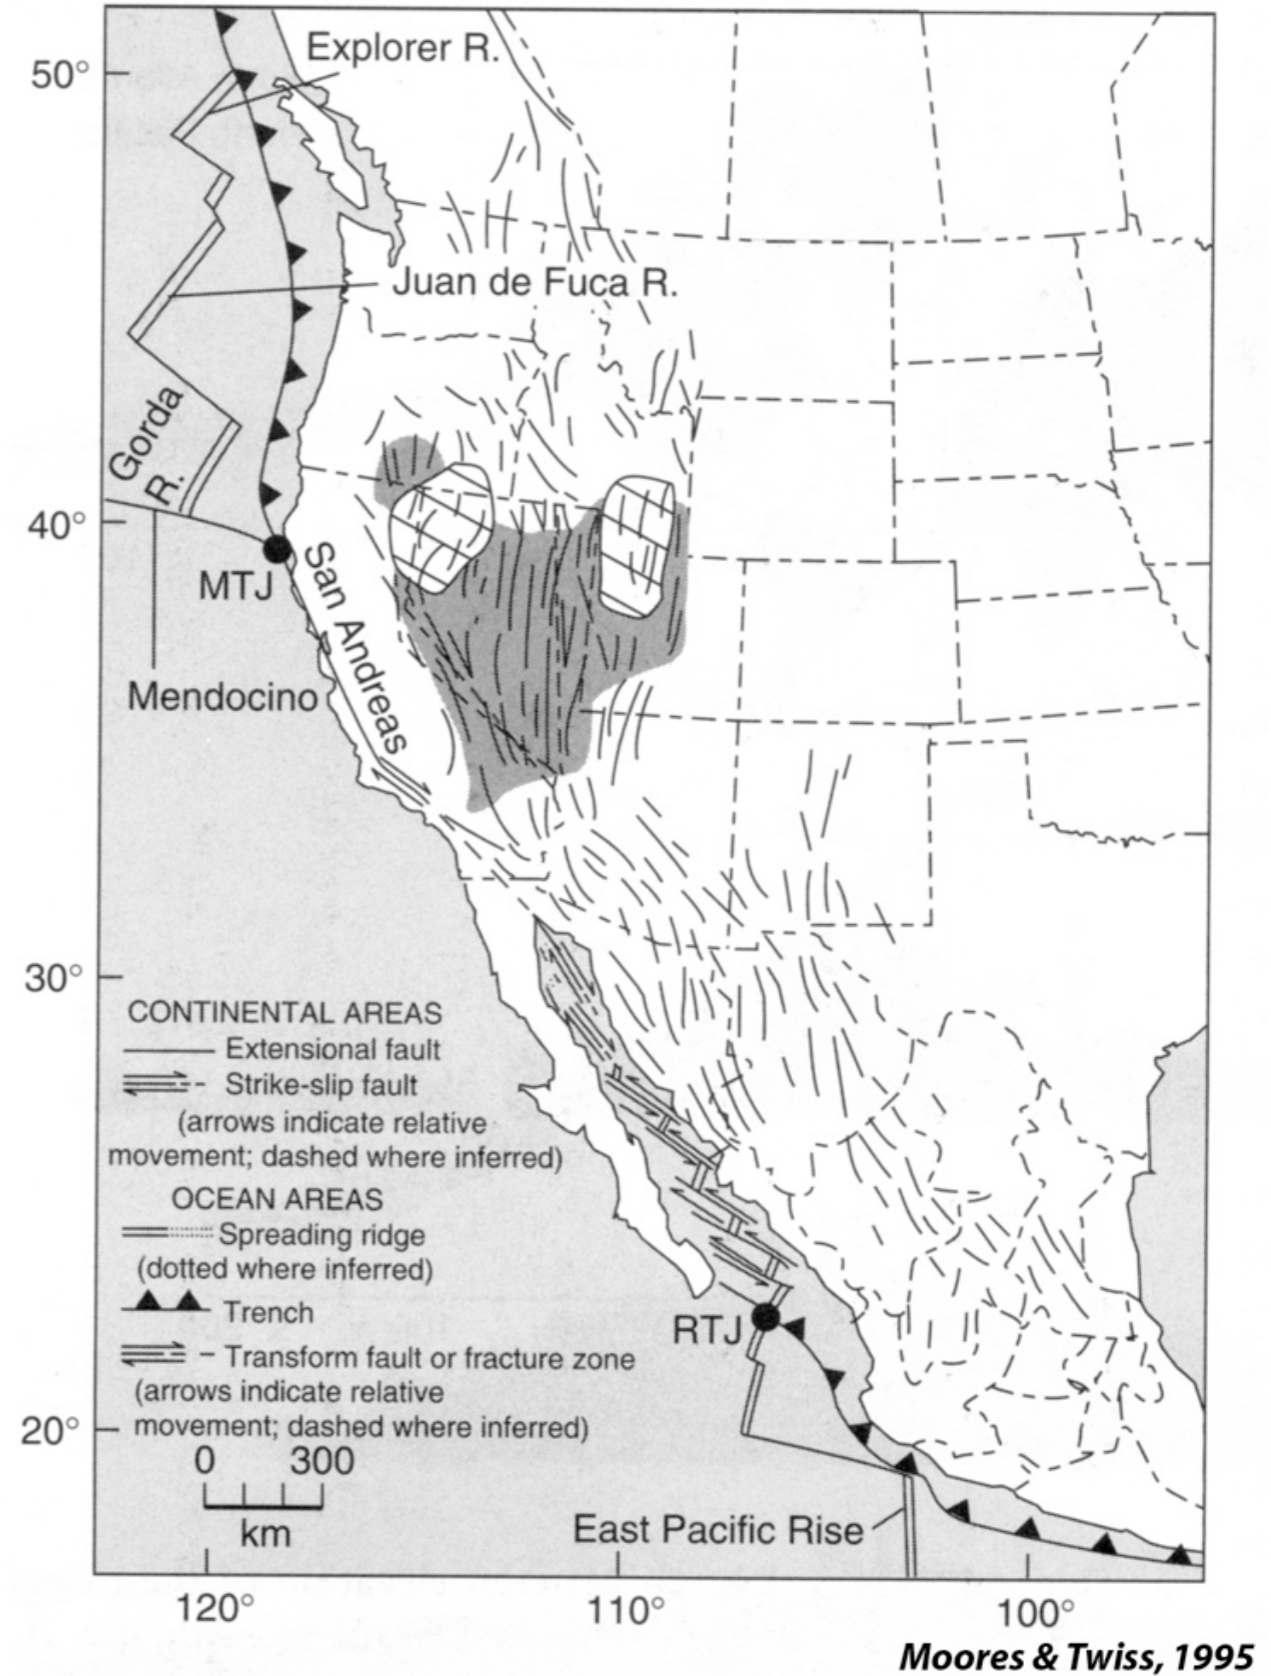 Explorer R.
50°
Juan de Fuca R.
Gorda
R.
40°
MTJ
San Andreas
Mendocino
30°
CONTINENTAL AREAS
Extensional fault
Strike-slip fault
(arrows indicate relative
movement; dashed where inferred)
OCEAN AREAS
Spreading ridge
(dotted where inferred)
Trench
RTJ
Transform fault or fracture zone
(arrows indicate relative
movement; dashed where inferred)
20°
0 300
km
East Pacific Rise
120° 110° 100°
Moores & Twiss, 1995